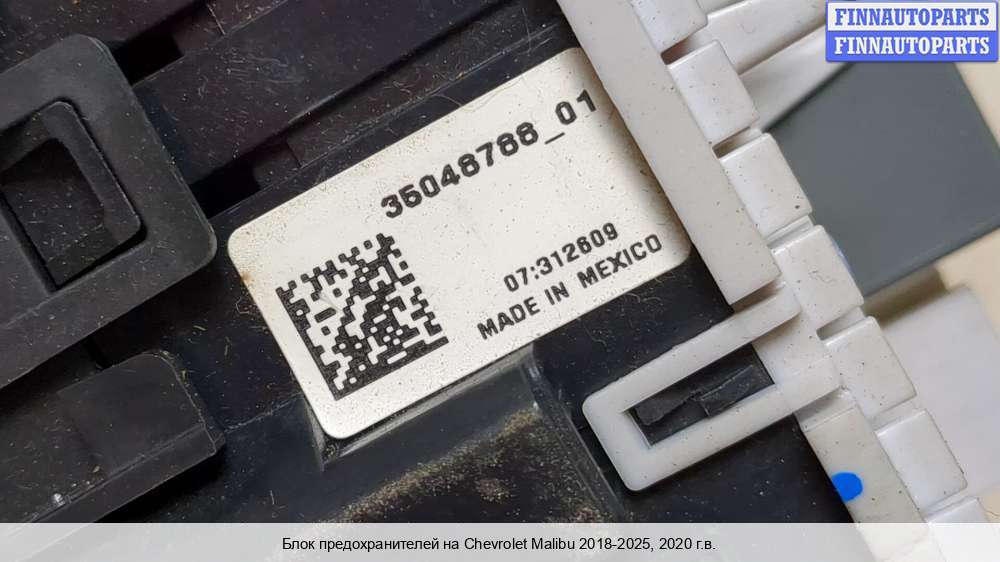 FINNAUTOPARTS
FINNAUTOPARTS
35048788_01
07:312609
MADE IN MEXICO
Блок предохранителей на Chevrolet Malibu 2018-2025, 2020 г.в.